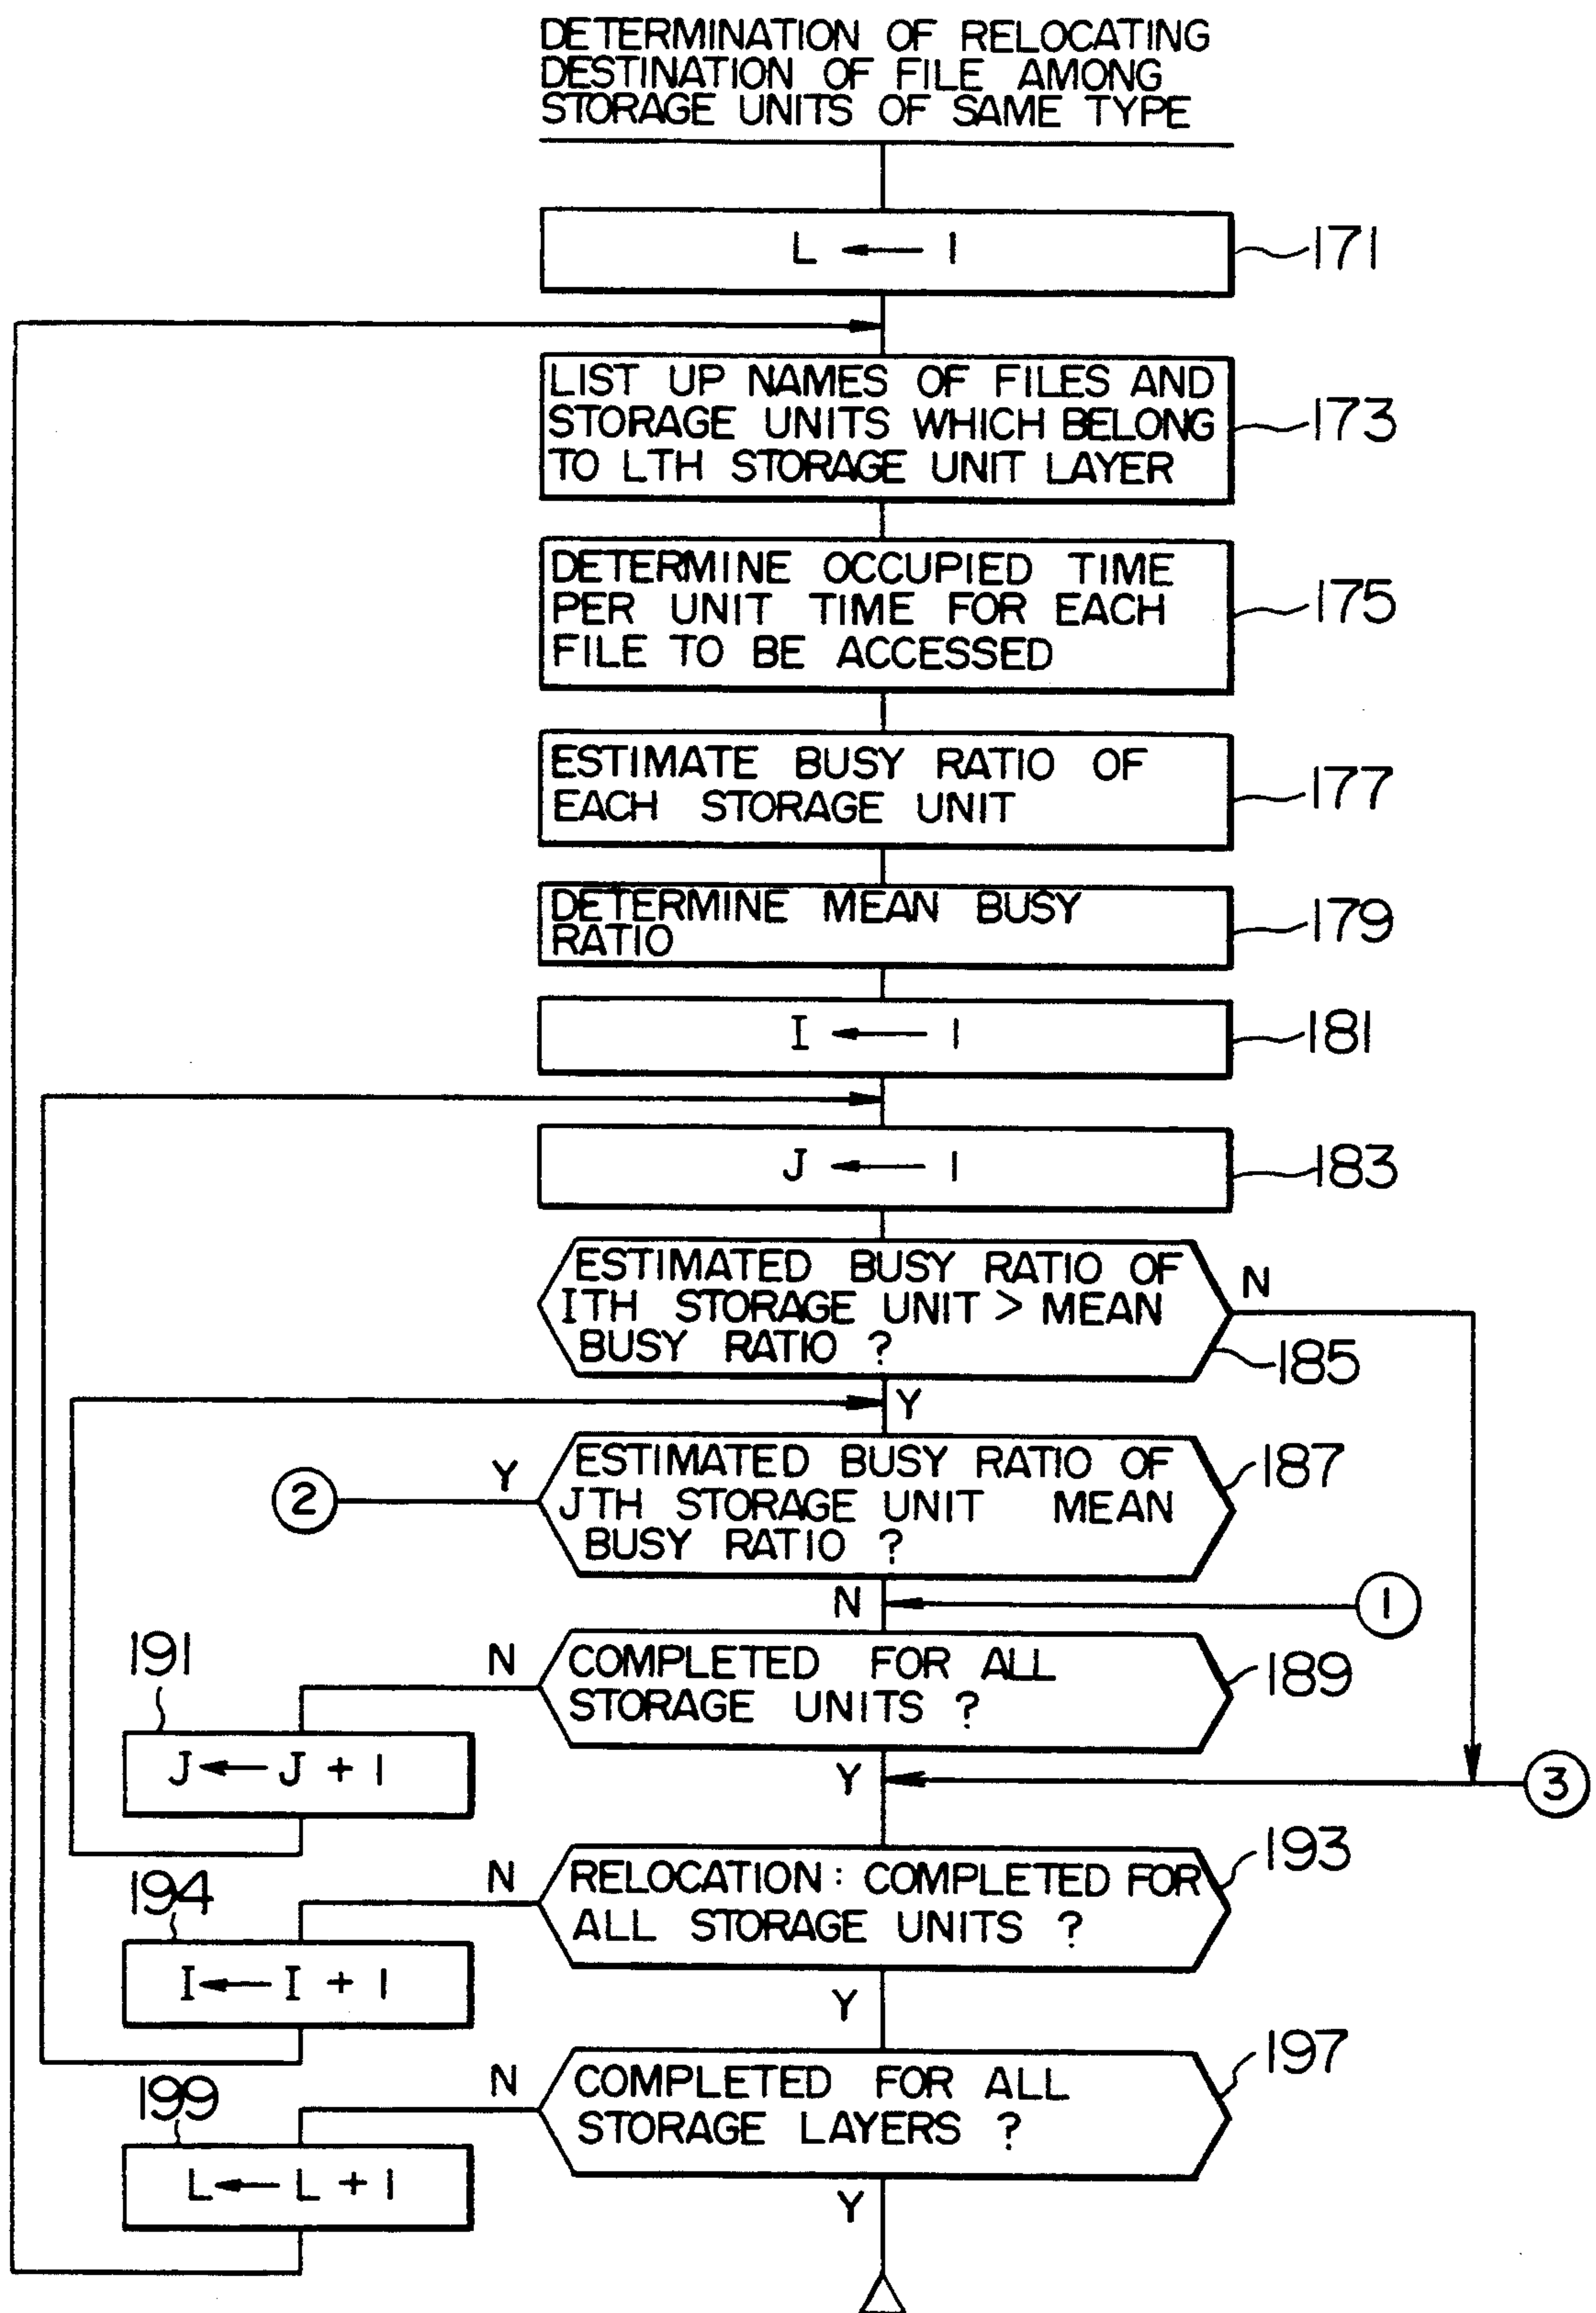 DETERMINATION OF RELOCATING
DESTINATION OF FILE AMONG
STORAGE UNITS OF SAME TYPE
L ← 1
171
LIST UP NAMES OF FILES AND
STORAGE UNITS WHICH BELONG
TO LTH STORAGE UNIT LAYER
173
DETERMINE OCCUPIED TIME
PER UNIT TIME FOR EACH
FILE TO BE ACCESSED
175
ESTIMATE BUSY RATIO OF
EACH STORAGE UNIT
177
DETERMINE MEAN BUSY
RATIO
179
I ← 1
181
J ← 1
183
ESTIMATED BUSY RATIO OF
ITH STORAGE UNIT > MEAN
BUSY RATIO ?
N
185
Y
ESTIMATED BUSY RATIO OF
JTH STORAGE UNIT MEAN
BUSY RATIO ?
187
Y
2
N
1
COMPLETED FOR ALL
STORAGE UNITS ?
189
N
191
J ← J + 1
Y
3
RELOCATION : COMPLETED FOR
ALL STORAGE UNITS ?
193
N
194
I ← I + 1
Y
COMPLETED FOR ALL
STORAGE LAYERS ?
197
N
199
L ← L + 1
Y